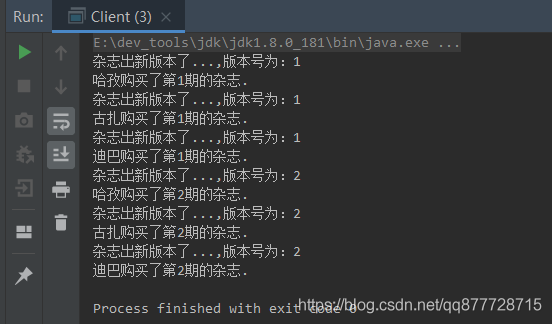 Run:
Client (3)
E:\dev_tools\jdk\jdk1.8.0_181\bin\java.exe ...
杂志出新版本了...,版本号为：1
哈孜购买了第1期的杂志.
杂志出新版本了...,版本号为：1
古扎购买了第1期的杂志.
杂志出新版本了...,版本号为：1
迪巴购买了第1期的杂志.
杂志出新版本了...,版本号为：2
哈孜购买了第2期的杂志.
杂志出新版本了...,版本号为：2
古扎购买了第2期的杂志.
杂志出新版本了...,版本号为：2
迪巴购买了第2期的杂志.
Process finished with exit code 0
https://blog.csdn.net/qq877728715